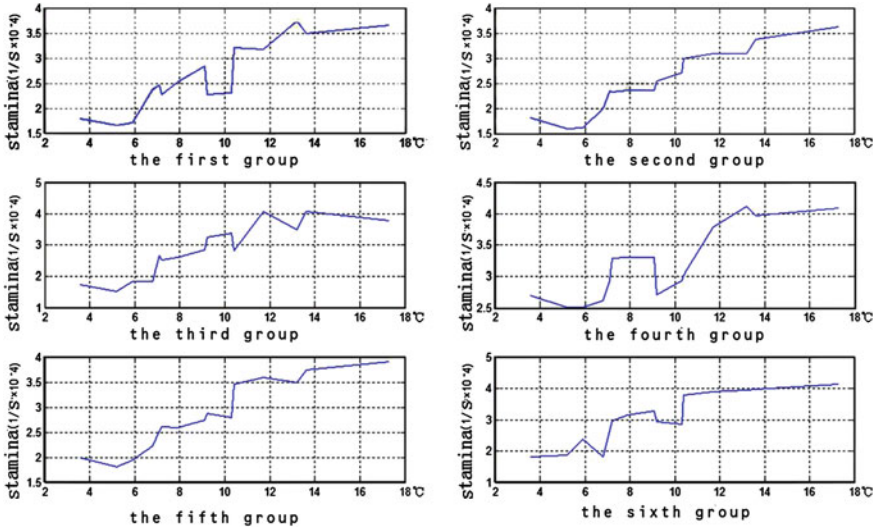 stamina(1/S*10^4)
4
3.5
3
2.5
2
1.5
2 4 6 8 10 12 14 16 18℃
the first group
stamina(1/S*10^4)
4
3.5
3
2.5
2
1.5
2 4 6 8 10 12 14 16 18℃
the second group
stamina(1/S*10^4)
5
4
3
2
1
2 4 6 8 10 12 14 16 18℃
the third group
stamina(1/S*10^4)
4.5
4
3.5
3
2.5
2 4 6 8 10 12 14 16 18℃
the fourth group
stamina(1/S*10^4)
4
3.5
3
2.5
2
1.5
2 4 6 8 10 12 14 16 18℃
the fifth group
stamina(1/S*10^4)
5
4
3
2
1
2 4 6 8 10 12 14 16 18℃
the sixth group